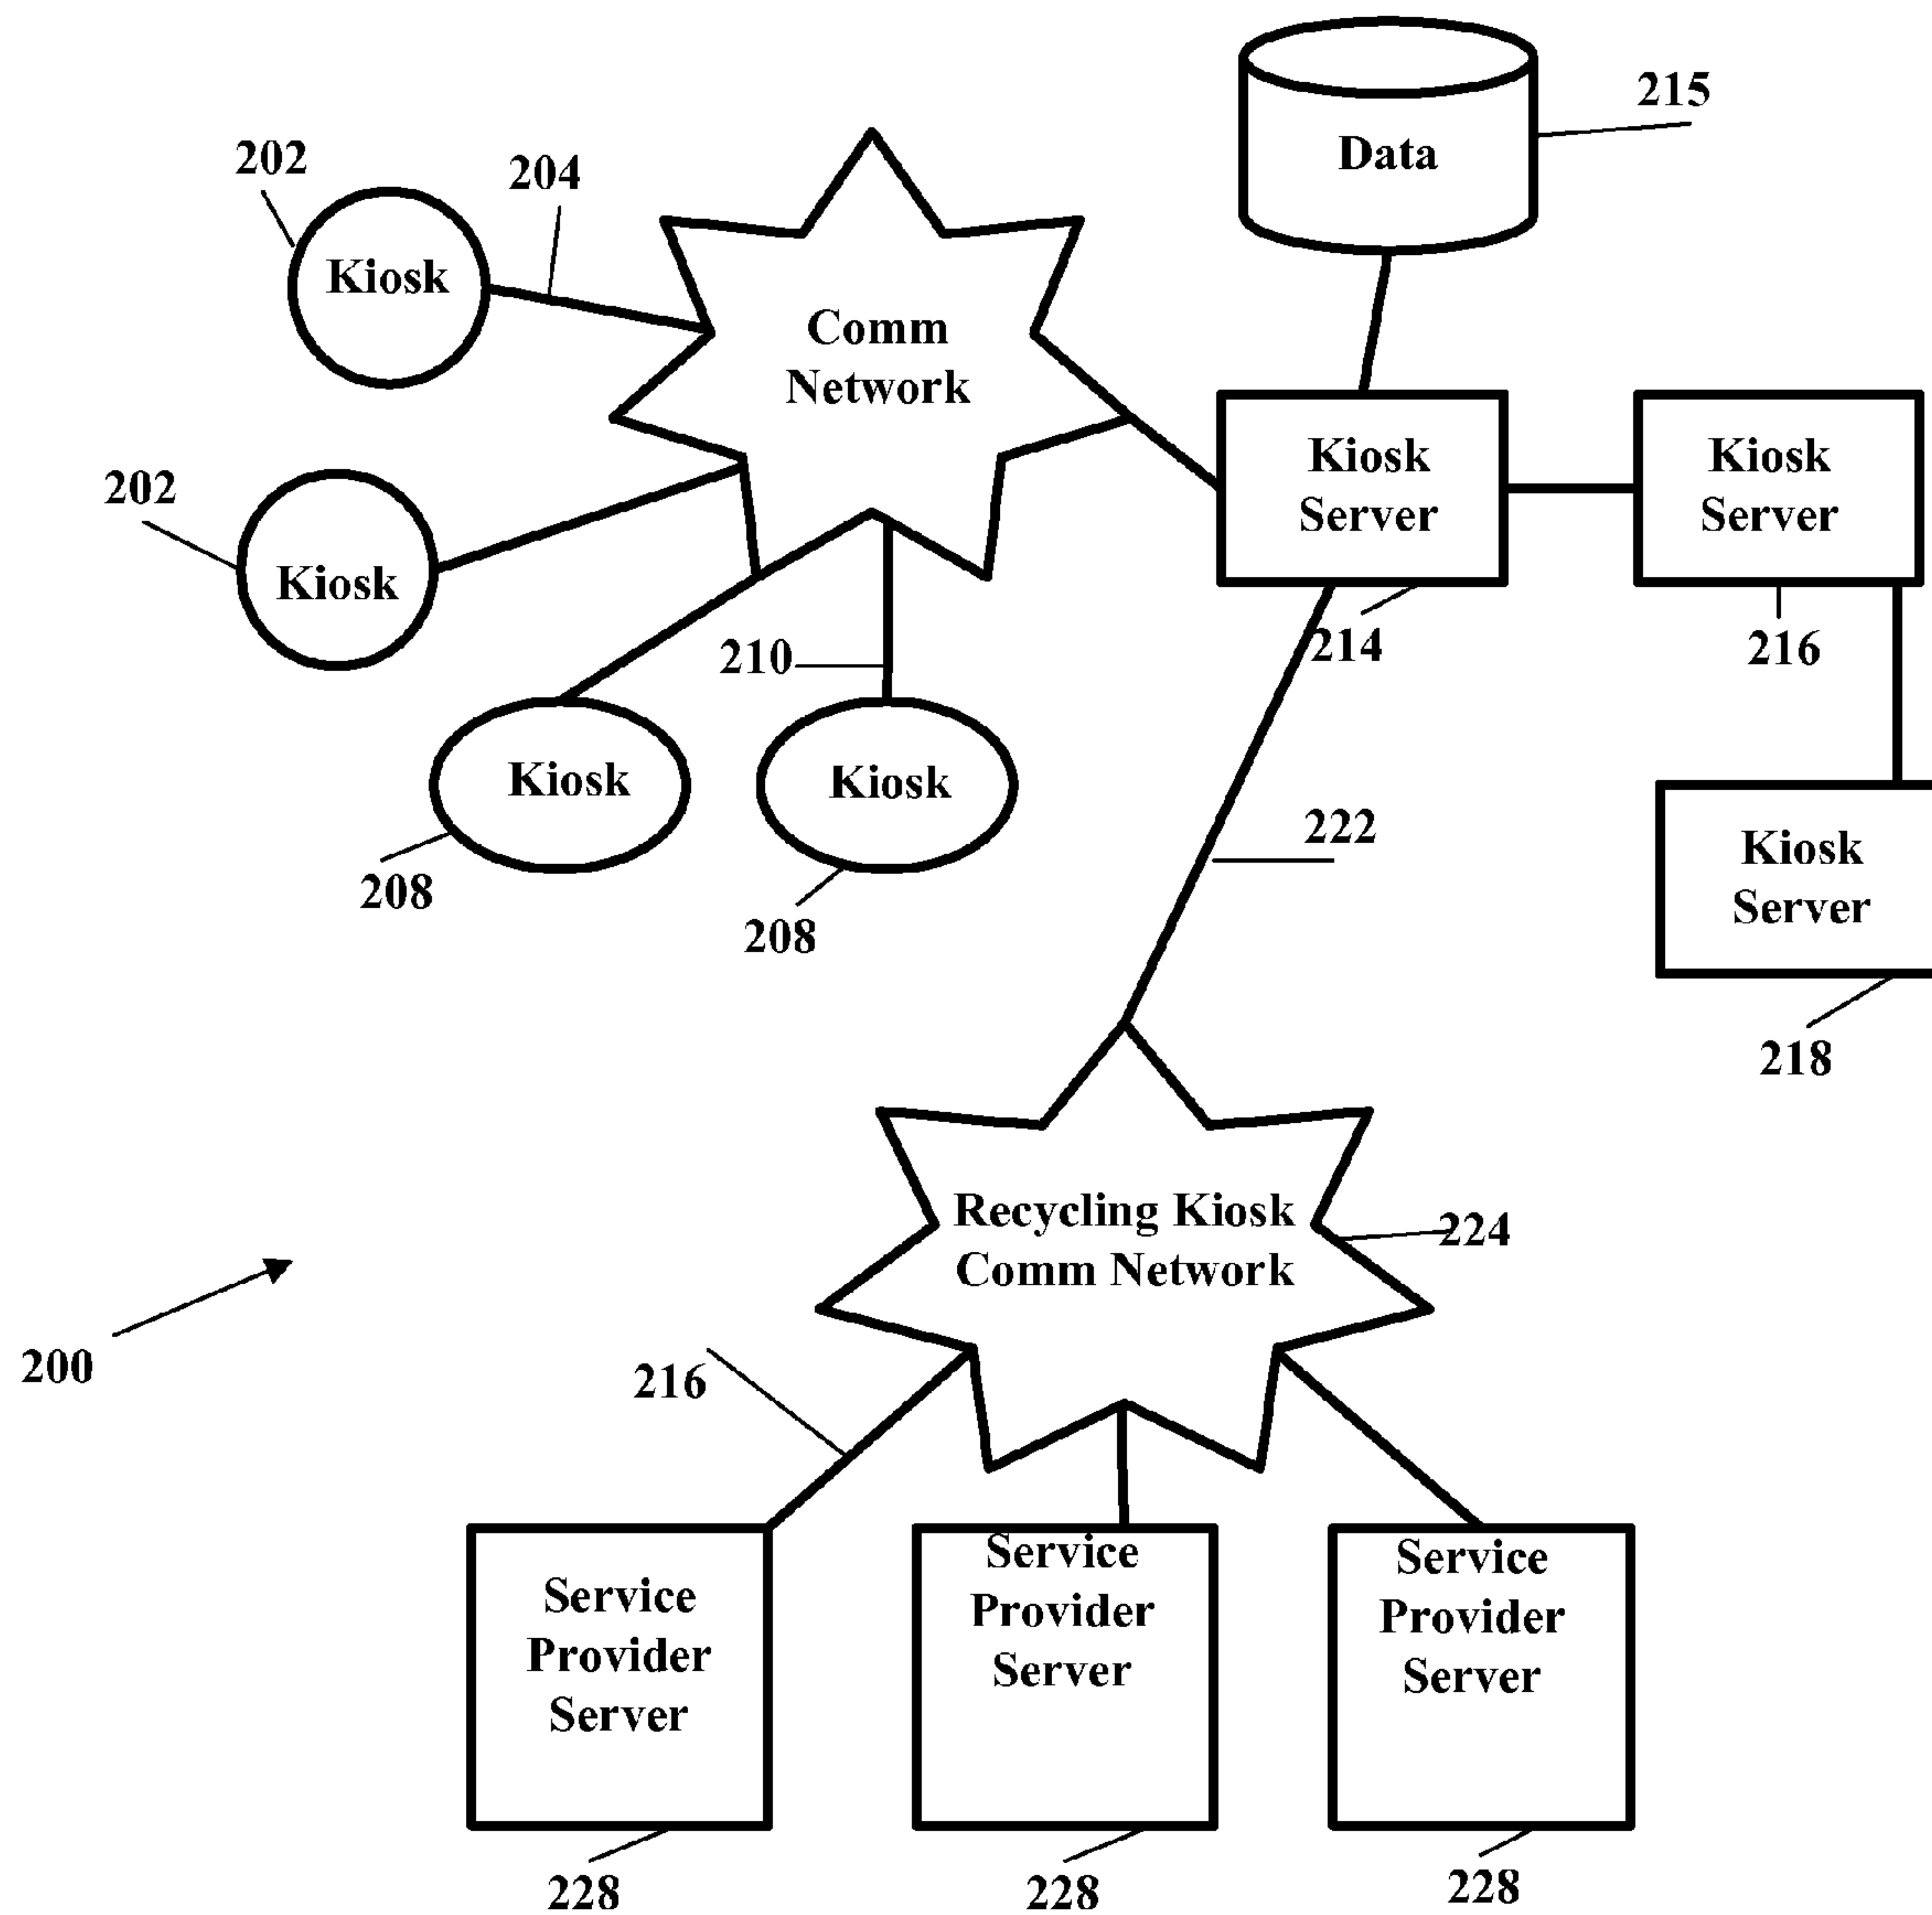 215
Data
202
204
Kiosk
Comm
Network
Kiosk
Server
Kiosk
Server
202
Kiosk
214
216
210
Kiosk
Kiosk
222
208
208
Kiosk
Server
218
Recycling Kiosk
Comm Network
224
200
216
Service
Provider
Server
Service
Provider
Server
Service
Provider
Server
228
228
228